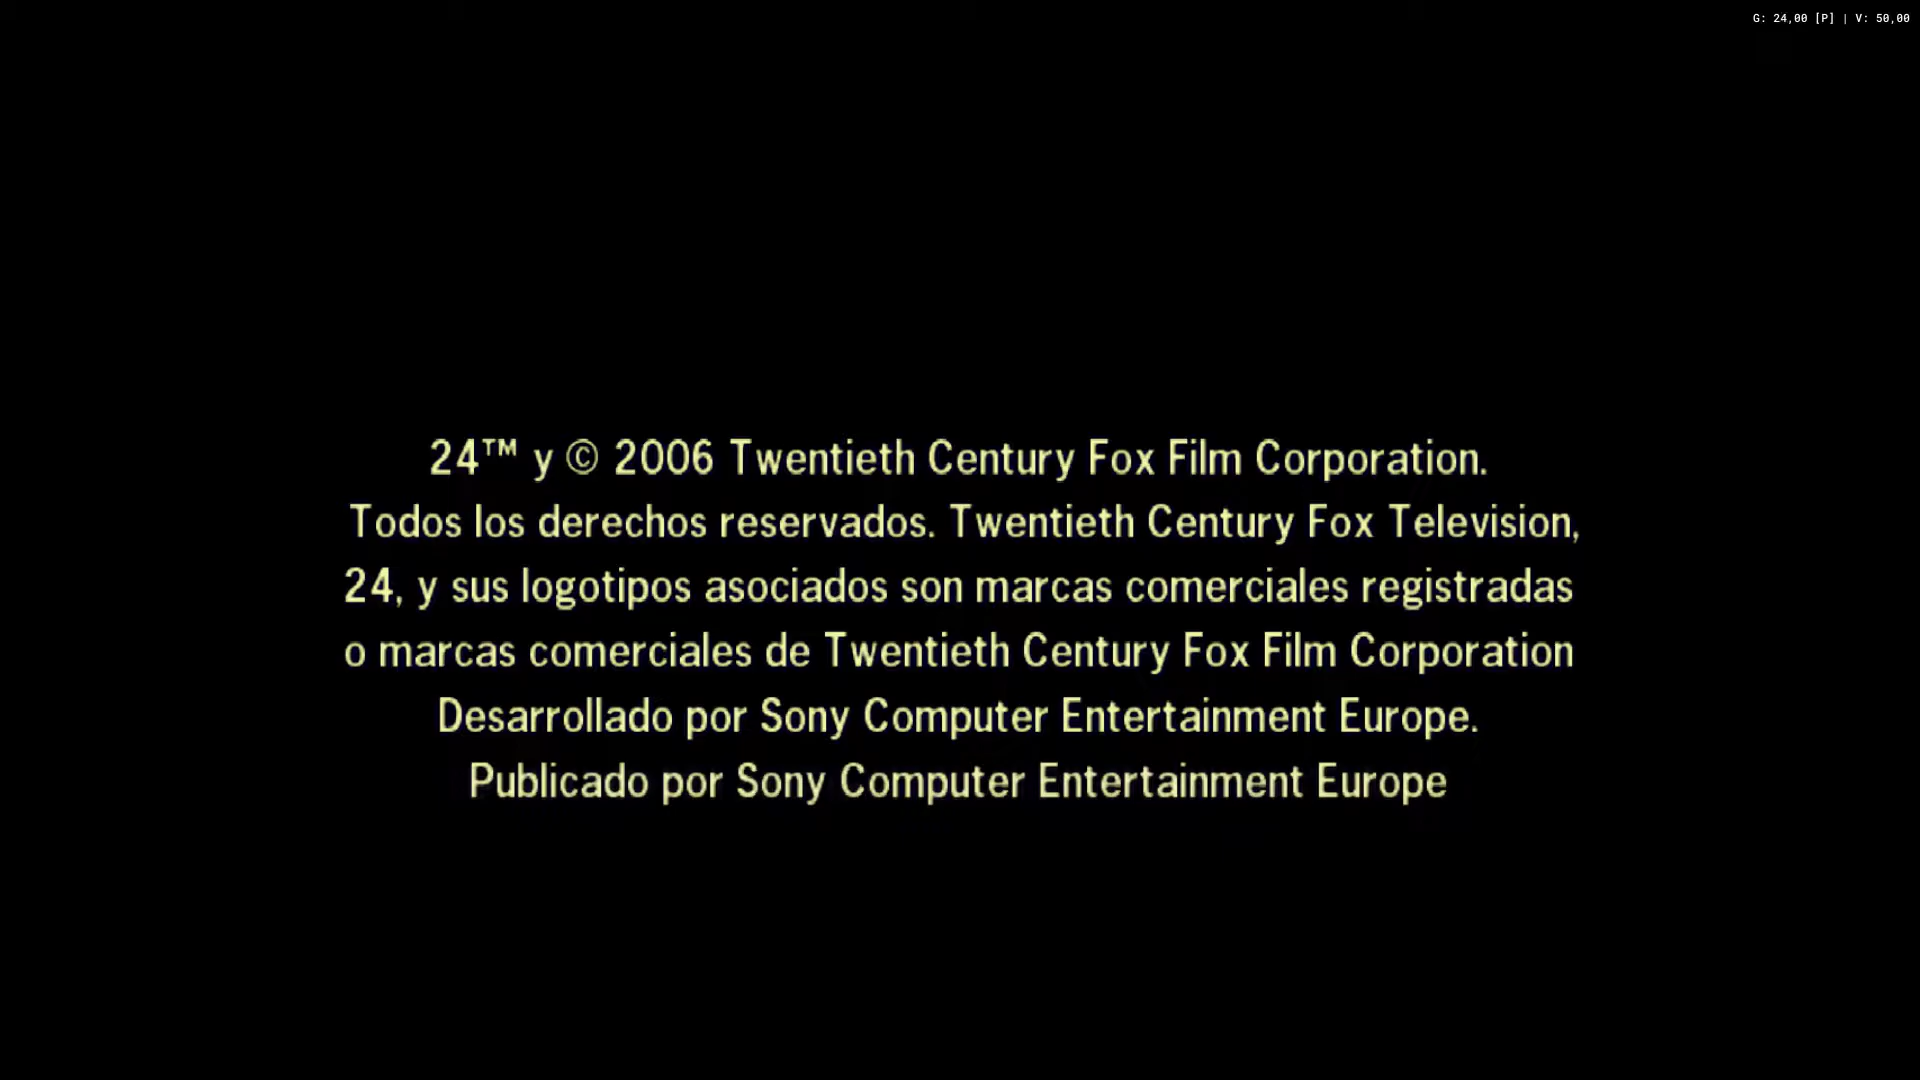 G: 24,00 [P] | V: 50,00
24™ y © 2006 Twentieth Century Fox Film Corporation.
Todos los derechos reservados. Twentieth Century Fox Television,
24, y sus logotipos asociados son marcas comerciales registradas
o marcas comerciales de Twentieth Century Fox Film Corporation
Desarrollado por Sony Computer Entertainment Europe.
Publicado por Sony Computer Entertainment Europe